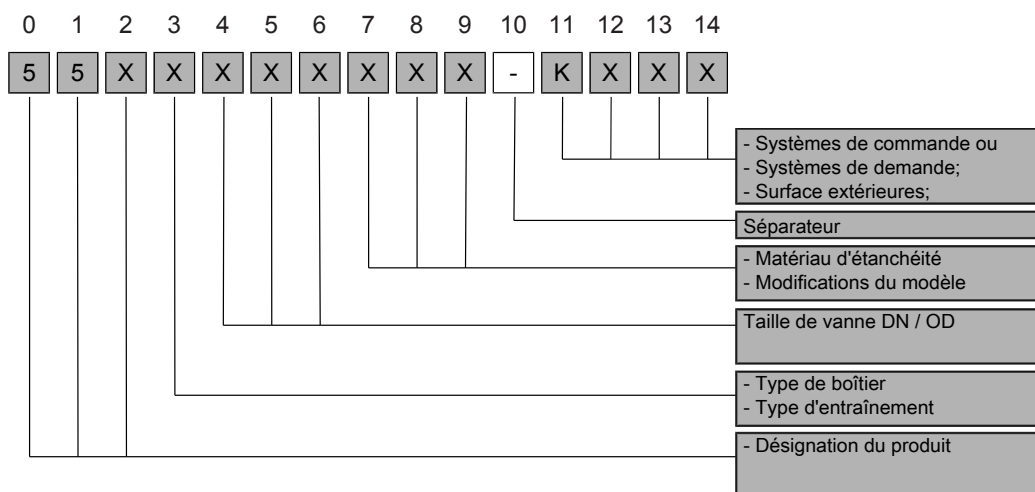 0 1 2 3 4 5 6 7 8 9 10 11 12 13 14
5 5 X X X X X X X X - K X X X
- Systèmes de commande ou
- Systèmes de demande;
- Surface extérieures;
Séparateur
- Matériau d'étanchéité
- Modifications du modèle
Taille de vanne DN / OD
- Type de boîtier
- Type d'entraînement
- Désignation du produit